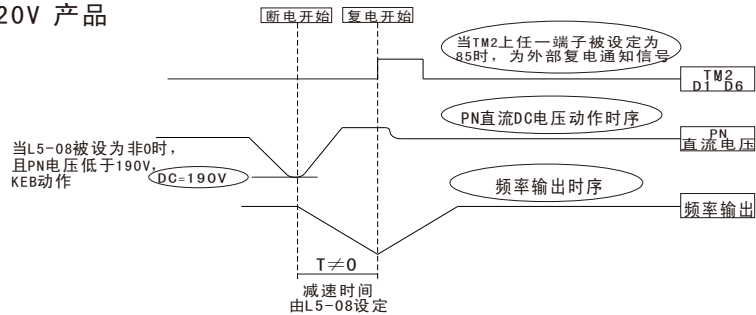 20V 产品
断电开始 复电开始
当TM2上任一端子被设定为
85时，为外部复电通知信号
TM2
D1~D6
PN直流DC电压动作时序
PN
直流电压
当L5-08被设为非0时，
且PN电压低于190V，
KEB动作
DC=190V
频率输出时序
频率输出
T≠0
减速时间
由L5-08设定